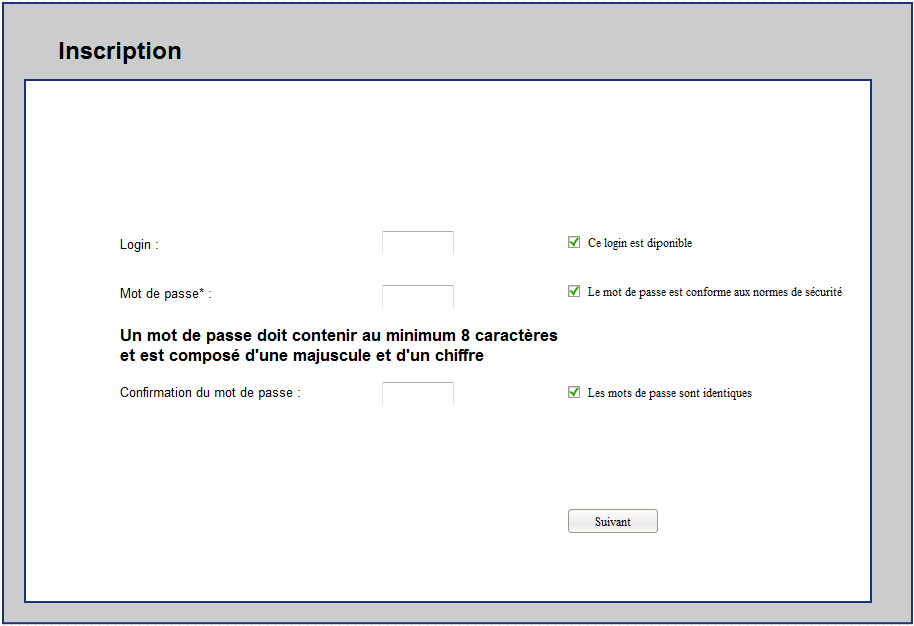 Inscription
Login :
Ce login est diponible
Mot de passe* :
Le mot de passe est conforme aux normes de sécurité
Un mot de passe doit contenir au minimum 8 caractères
et est composé d'une majuscule et d'un chiffre
Confirmation du mot de passe :
Les mots de passe sont identiques
Suivant